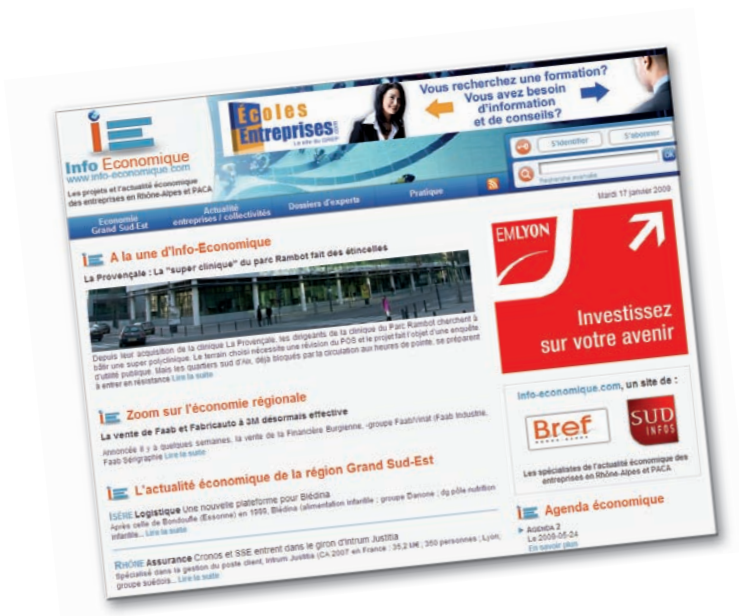 Écoles
Entreprises.com
Le site du GREP
Vous recherchez une formation?
Vous avez besoin
d'information
et de conseils?
Info Economique
www.info-economique.com
Les projets et l'actualité économique
des entreprises en Rhône-Alpes et PACA
S'identifier
S'abonner
OK
Recherche avancée
Economie
Grand Sud-Est
Actualité
entreprises / collectivités
Dossiers d'experts
Pratique
Mardi 17 janvier 2009
A la une d'Info-Economique
La Provençale : La "super clinique" du parc Rambot fait des étincelles
Depuis leur acquisition de la clinique La Provençale, les dirigeants de la clinique du Parc Rambot cherchent à
bâtir une super polyclinique. Le terrain choisi nécessite une révision du POS et le projet fait l'objet d'une enquête
d'utilité publique. Mais les quartiers sud d'Aix, déjà bloqués par la circulation aux heures de pointe, se préparent
à entrer en résistance Lire la suite
Zoom sur l'économie régionale
La vente de Faab et Fabricauto à 3M désormais effective
Annoncée il y a quelques semaines, la vente de la Financière Burgienne, -groupe Faab/Vinat (Faab Industrie,
Faab Sérigraphie Lire la suite
L'actualité économique de la région Grand Sud-Est
ISÈRE Logistique Une nouvelle plateforme pour Blédina
Après celle de Bondoufle (Essonne) en 1999, Blédina (alimentation infantile ; groupe Danone ; dg pôle nutrition
infantile... Lire la suite
RHÔNE Assurance Cronos et SSE entrent dans le giron d'Intrum Justitia
Spécialisé dans la gestion du poste client, Intrum Justitia (CA 2007 en France : 35,2 M€ ; 350 personnes ; Lyon,
groupe suédois... Lire la suite
EMLYON
Investissez
sur votre avenir
Info-economique.com, un site de :
Bref
SUD
INFOS
Les spécialistes de l'actualité économique des
entreprises en Rhône-Alpes et PACA
Agenda économique
AGENDA 2
Le 2009-05-24
En savoir plus